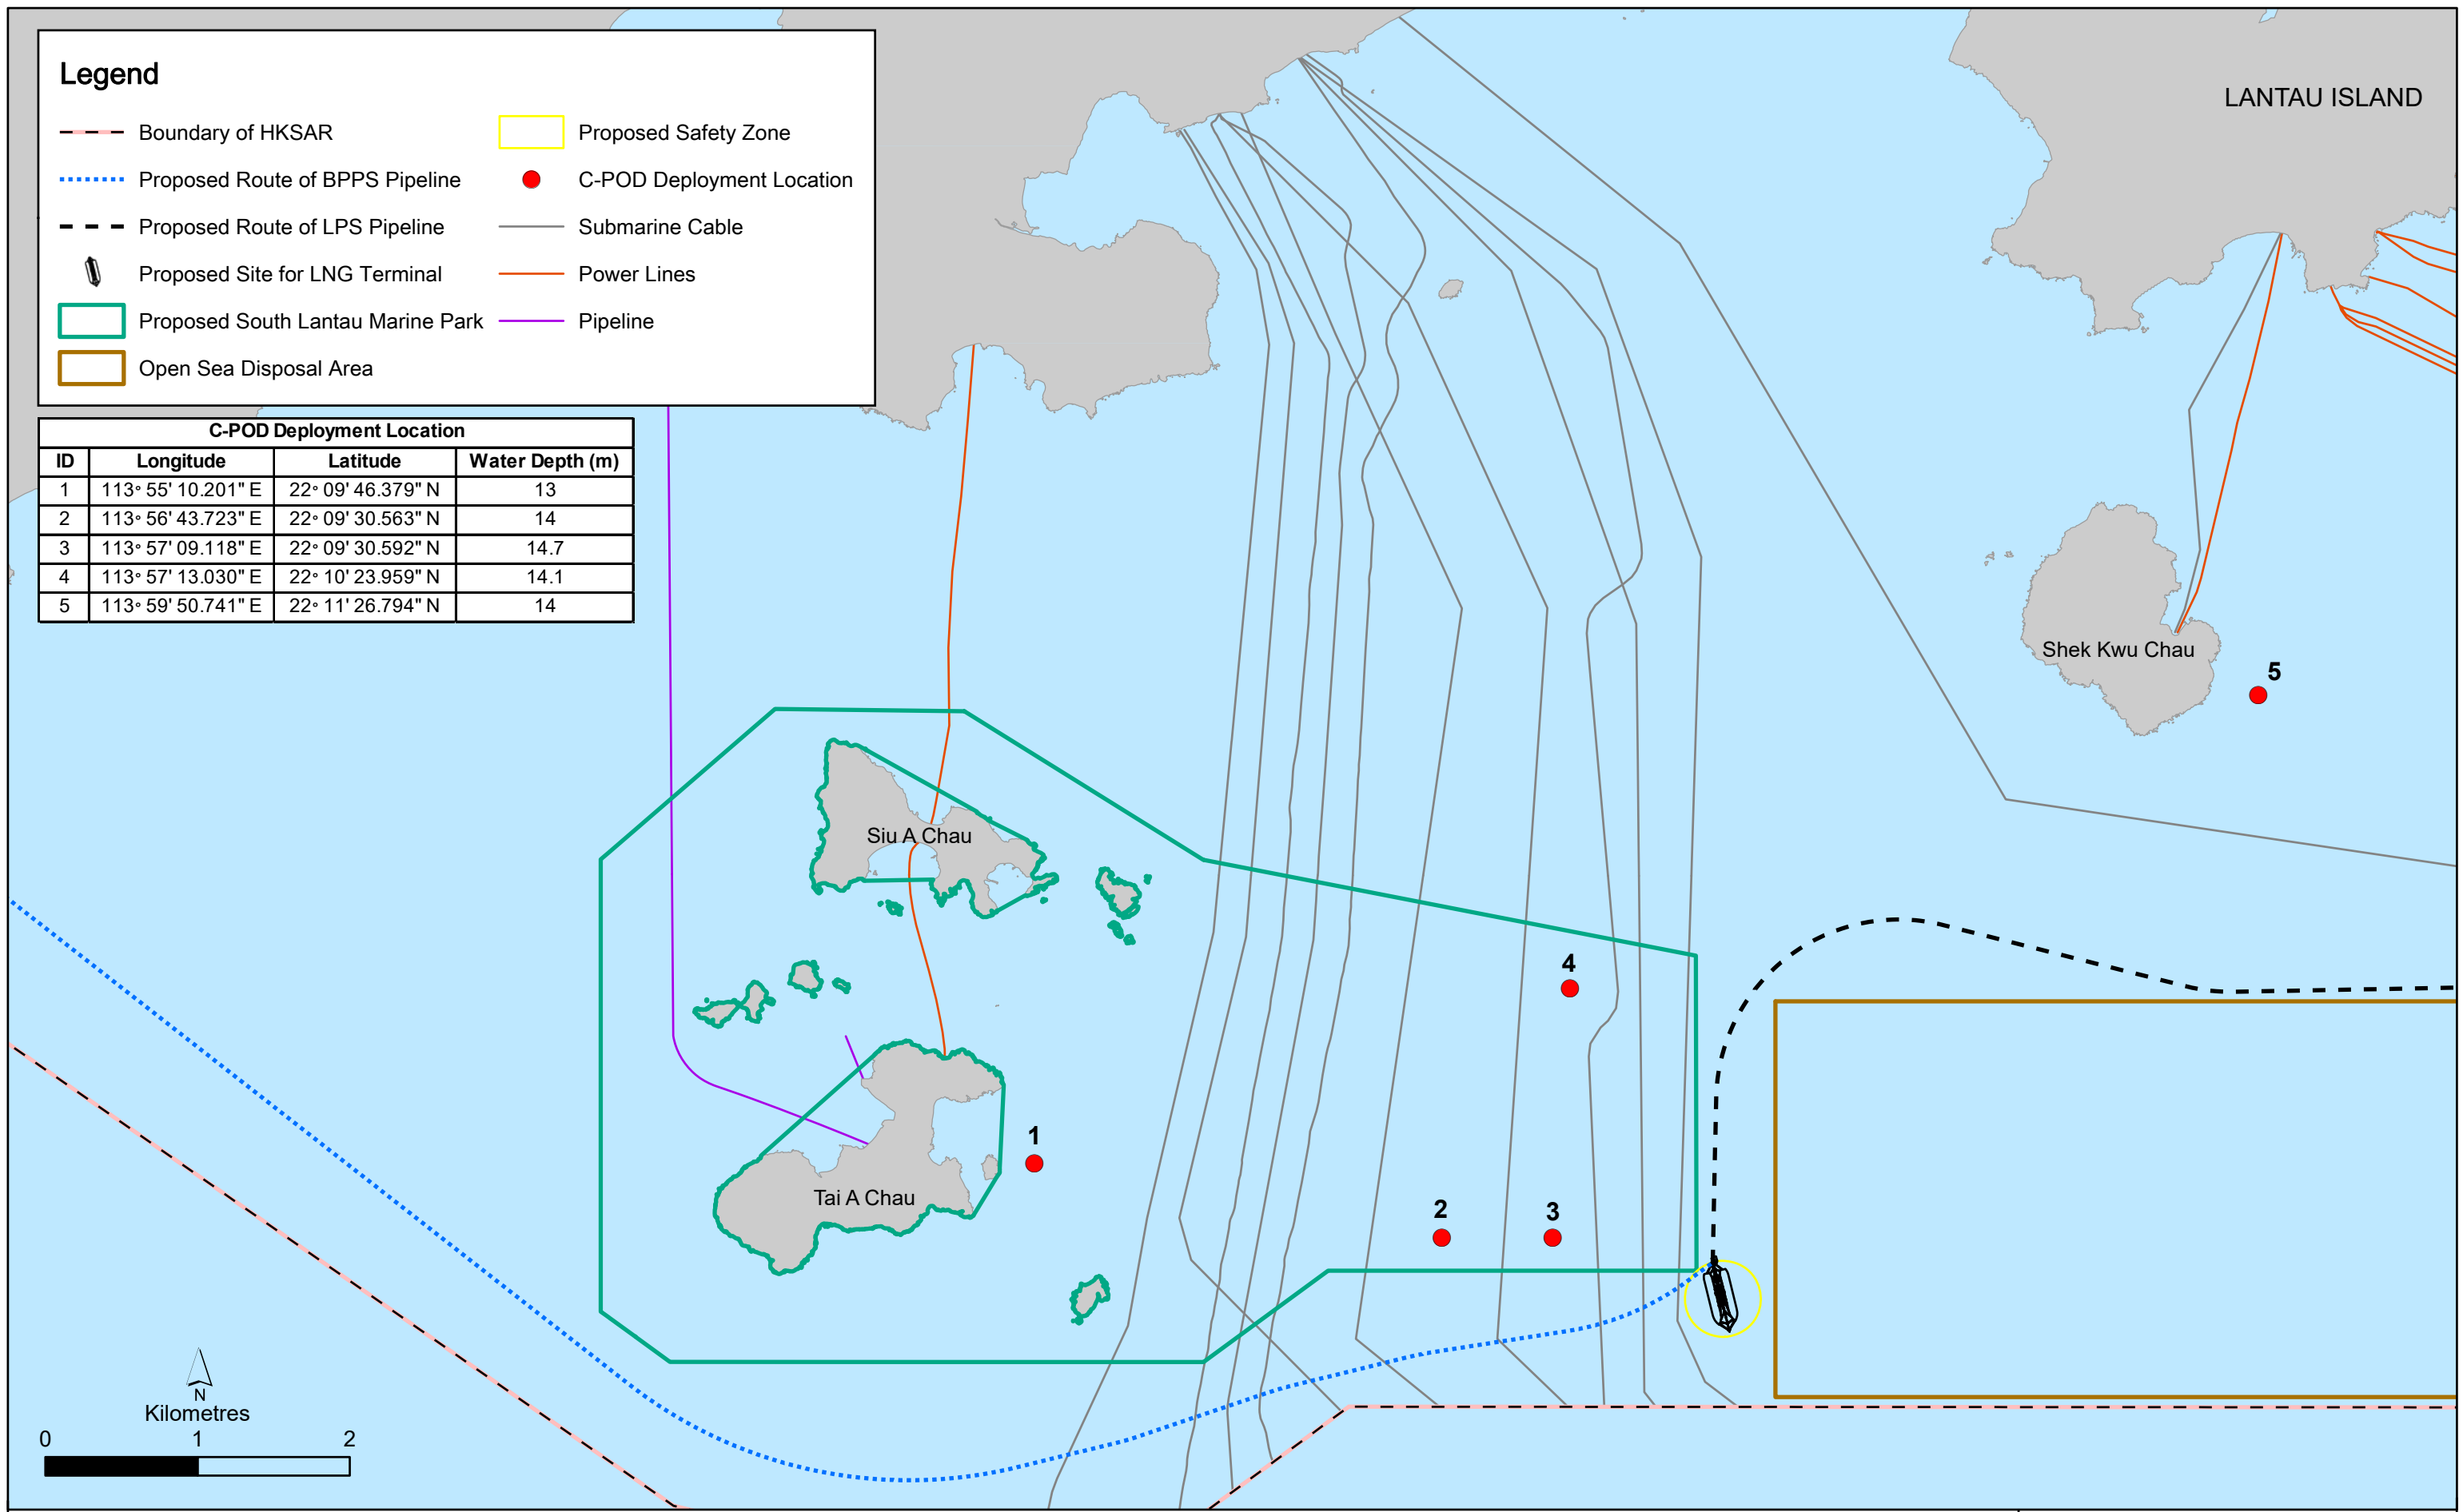 Legend
Boundary of HKSAR
Proposed Route of BPPS Pipeline
Proposed Route of LPS Pipeline
Proposed Site for LNG Terminal
Proposed South Lantau Marine Park
Open Sea Disposal Area
Proposed Safety Zone
C-POD Deployment Location
Submarine Cable
Power Lines
Pipeline
LANTAU ISLAND
C-POD Deployment Location
ID Longitude Latitude Water Depth (m)
1 113° 55' 10.201" E 22° 09' 46.379" N 13
2 113° 56' 43.723" E 22° 09' 30.563" N 14
3 113° 57' 09.118" E 22° 09' 30.592" N 14.7
4 113° 57' 13.030" E 22° 10' 23.959" N 14.1
5 113° 59' 50.741" E 22° 11' 26.794" N 14
Shek Kwu Chau
5
Siu A Chau
4
1
Tai A Chau
2 3
N
Kilometres
0 1 2